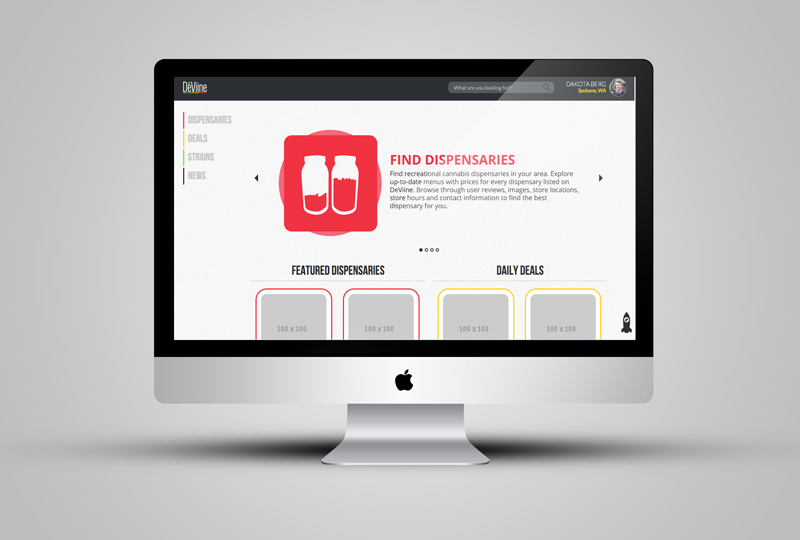 DéViine
What are you looking for?
DAKOTA BERG
Spokane, WA
DISPENSARIES
DEALS
STRAINS
NEWS
FIND DISPENSARIES
Find recreational cannabis dispensaries in your area. Explore
up-to-date menus with prices for every dispensary listed on
DeViine. Browse through user reviews, images, store locations,
store hours and contact information to find the best
dispensary for you.
FEATURED DISPENSARIES
DAILY DEALS
100 x 100
100 x 100
100 x 100
100 x 100